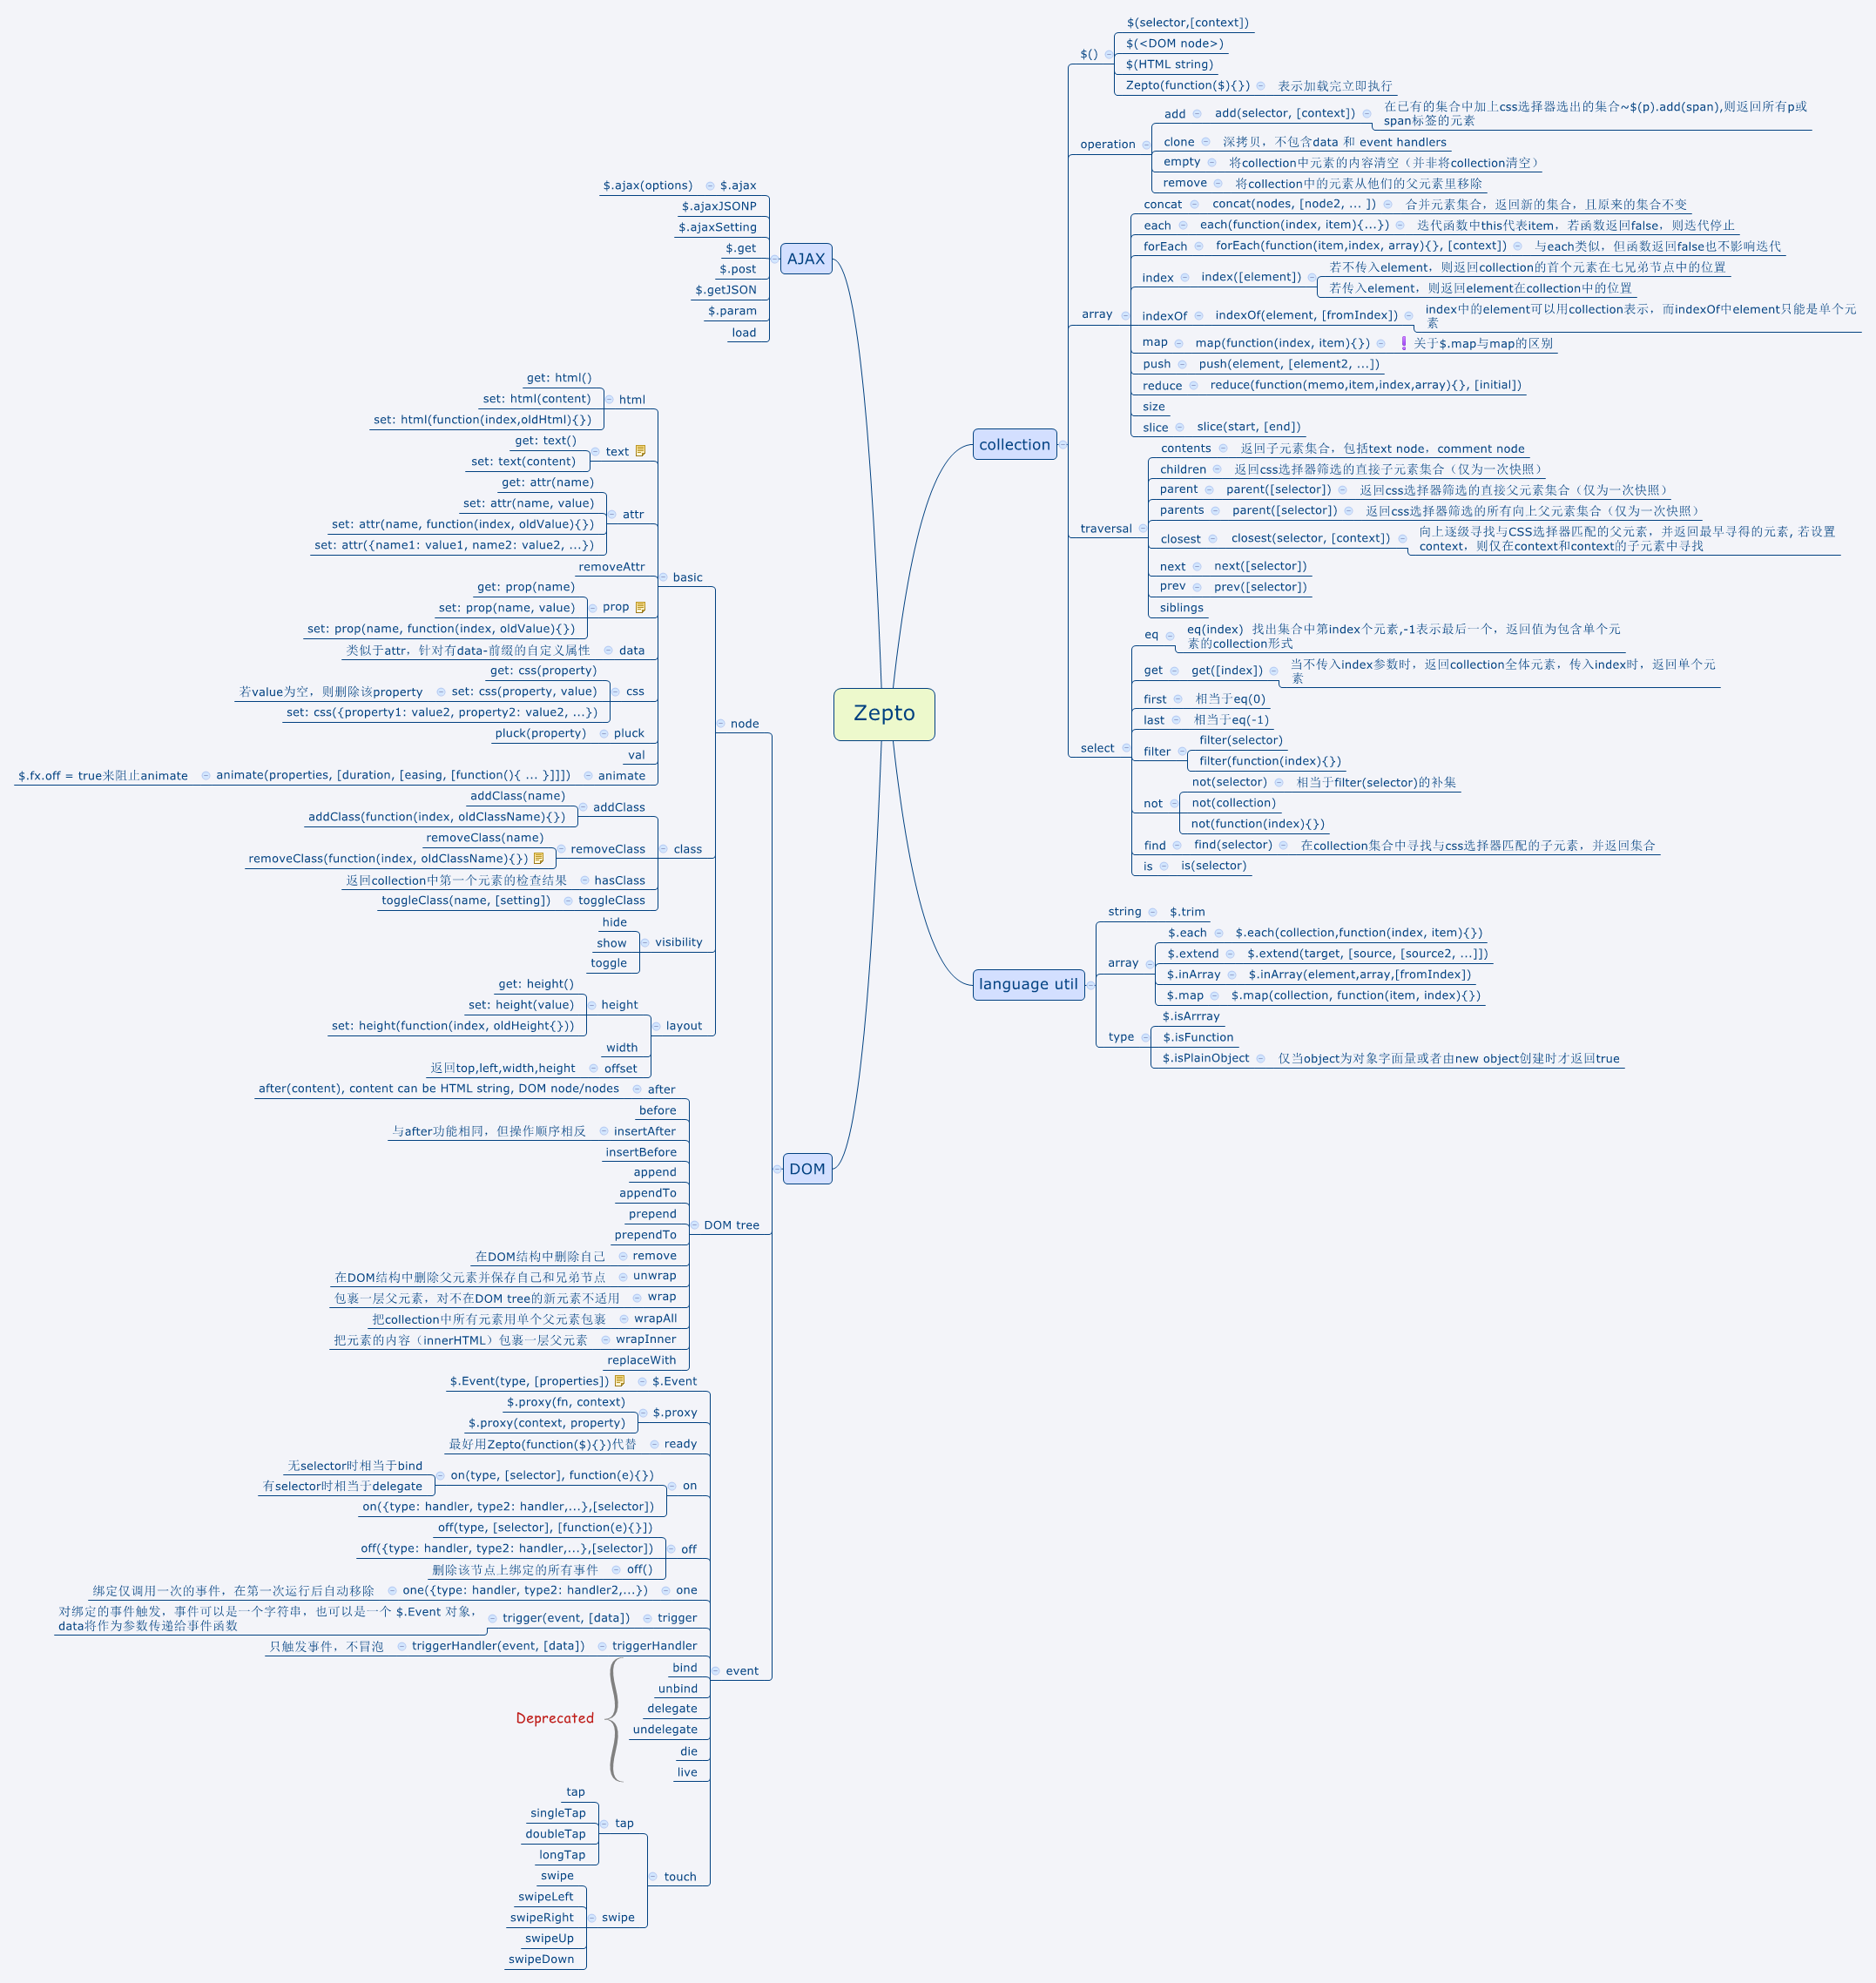 Zepto
collection
$()
$(selector,[context])
$(<DOM node>)
$(HTML string)
Zepto(function($){})
表示加载完立即执行
operation
add
add(selector, [context])
在已有的集合中加上css选择器选出的集合~$(p).add(span),则返回所有p或
span标签的元素
clone
深拷贝，不包含data 和 event handlers
empty
将collection中元素的内容清空（并非将collection清空）
remove
将collection中的元素从他们的父元素里移除
array
concat
concat(nodes, [node2, ... ])
合并元素集合，返回新的集合，且原来的集合不变
each
each(function(index, item){...})
迭代函数中this代表item，若函数返回false，则迭代停止
forEach
forEach(function(item,index, array){}, [context])
与each类似，但函数返回false也不影响迭代
index
index([element])
若不传入element，则返回collection的首个元素在七兄弟节点中的位置
若传入element，则返回element在collection中的位置
indexOf
indexOf(element, [fromIndex])
index中的element可以用collection表示，而indexOf中element只能是单个元
素
map
map(function(index, item){})
关于$.map与map的区别
push
push(element, [element2, ...])
reduce
reduce(function(memo,item,index,array){}, [initial])
size
slice
slice(start, [end])
traversal
contents
返回子元素集合，包括text node，comment node
children
返回css选择器筛选的直接子元素集合（仅为一次快照）
parent
parent([selector])
返回css选择器筛选的直接父元素集合（仅为一次快照）
parents
parent([selector])
返回css选择器筛选的所有向上父元素集合（仅为一次快照）
closest
closest(selector, [context])
向上逐级寻找与CSS选择器匹配的父元素，并返回最早寻得的元素, 若设置
context，则仅在context和context的子元素中寻找
next
next([selector])
prev
prev([selector])
siblings
select
eq
eq(index)  找出集合中第index个元素,-1表示最后一个，返回值为包含单个元
素的collection形式
get
get([index])
当不传入index参数时，返回collection全体元素，传入index时，返回单个元
素
first
相当于eq(0)
last
相当于eq(-1)
filter
filter(selector)
filter(function(index){})
not
not(selector)
相当于filter(selector)的补集
not(collection)
not(function(index){})
find
find(selector)
在collection集合中寻找与css选择器匹配的子元素，并返回集合
is
is(selector)
language util
string
$.trim
array
$.each
$.each(collection,function(index, item){})
$.extend
$.extend(target, [source, [source2, ...]])
$.inArray
$.inArray(element,array,[fromIndex])
$.map
$.map(collection, function(item, index){})
type
$.isArrray
$.isFunction
$.isPlainObject
仅当object为对象字面量或者由new object创建时才返回true
AJAX
$.ajax
$.ajax(options)
$.ajaxJSONP
$.ajaxSetting
$.get
$.post
$.getJSON
$.param
load
DOM
node
basic
html
get: html()
set: html(content)
set: html(function(index,oldHtml){})
text
get: text()
set: text(content)
attr
get: attr(name)
set: attr(name, value)
set: attr(name, function(index, oldValue){})
set: attr({name1: value1, name2: value2, ...})
removeAttr
prop
get: prop(name)
set: prop(name, value)
set: prop(name, function(index, oldValue){})
data
类似于attr，针对有data-前缀的自定义属性
css
get: css(property)
set: css(property, value)
若value为空，则删除该property
set: css({property1: value2, property2: value2, ...})
pluck
pluck(property)
val
animate
animate(properties, [duration, [easing, [function(){ ... }]]])
$.fx.off = true来阻止animate
class
addClass
addClass(name)
addClass(function(index, oldClassName){})
removeClass
removeClass(name)
removeClass(function(index, oldClassName){})
hasClass
返回collection中第一个元素的检查结果
toggleClass
toggleClass(name, [setting])
visibility
hide
show
toggle
layout
height
get: height()
set: height(value)
set: height(function(index, oldHeight{}))
width
offset
返回top,left,width,height
DOM tree
after
after(content), content can be HTML string, DOM node/nodes
before
insertAfter
与after功能相同，但操作顺序相反
insertBefore
append
appendTo
prepend
prependTo
remove
在DOM结构中删除自己
unwrap
在DOM结构中删除父元素并保存自己和兄弟节点
wrap
包裹一层父元素，对不在DOM tree的新元素不适用
wrapAll
把collection中所有元素用单个父元素包裹
wrapInner
把元素的内容（innerHTML）包裹一层父元素
replaceWith
event
$.Event
$.Event(type, [properties])
$.proxy
$.proxy(fn, context)
$.proxy(context, property)
ready
最好用Zepto(function($){})代替
on
on(type, [selector], function(e){})
无selector时相当于bind
有selector时相当于delegate
on({type: handler, type2: handler,...},[selector])
off
off(type, [selector], [function(e){}])
off({type: handler, type2: handler,...},[selector])
off()
删除该节点上绑定的所有事件
one
one({type: handler, type2: handler2,...})
绑定仅调用一次的事件，在第一次运行后自动移除
trigger
trigger(event, [data])
对绑定的事件触发，事件可以是一个字符串，也可以是一个 $.Event 对象，
data将作为参数传递给事件函数
triggerHandler
triggerHandler(event, [data])
只触发事件，不冒泡
Deprecated
bind
unbind
delegate
undelegate
die
live
touch
tap
tap
singleTap
doubleTap
longTap
swipe
swipe
swipeLeft
swipeRight
swipeUp
swipeDown